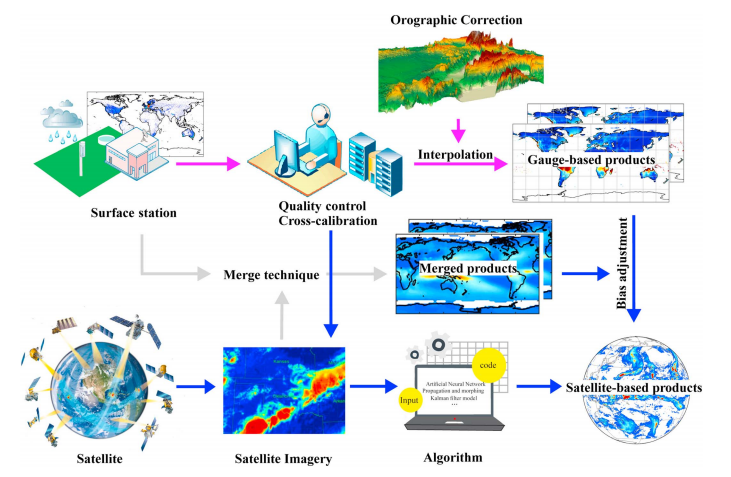 Orographic Correction
Interpolation
Gauge-based products
Surface station
Quality control
Cross-calibration
Merge technique
Merged products
Bias adjustment
code
Artificial Neural Network
Propagation and morphing
Kalman filter model
...
Input
Satellite-based products
Satellite
Satellite Imagery
Algorithm